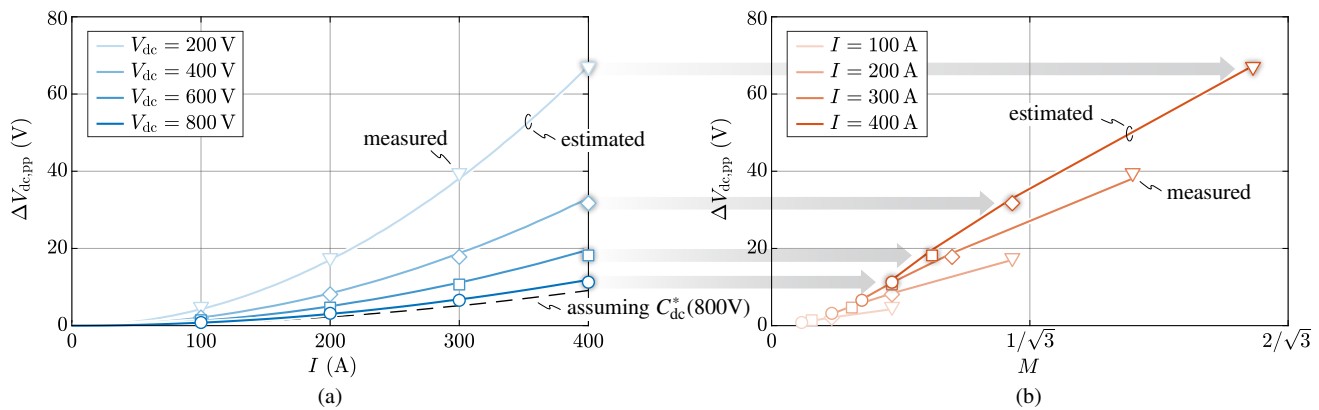 80
60
40
20
0
ΔV_dc,pp (V)
V_dc = 200 V
V_dc = 400 V
V_dc = 600 V
V_dc = 800 V
measured
estimated
assuming C*_dc(800V)
0
100
200
300
400
I (A)
(a)
80
60
40
20
0
ΔV_dc,pp (V)
I = 100 A
I = 200 A
I = 300 A
I = 400 A
estimated
measured
0
1/√3
2/√3
M
(b)